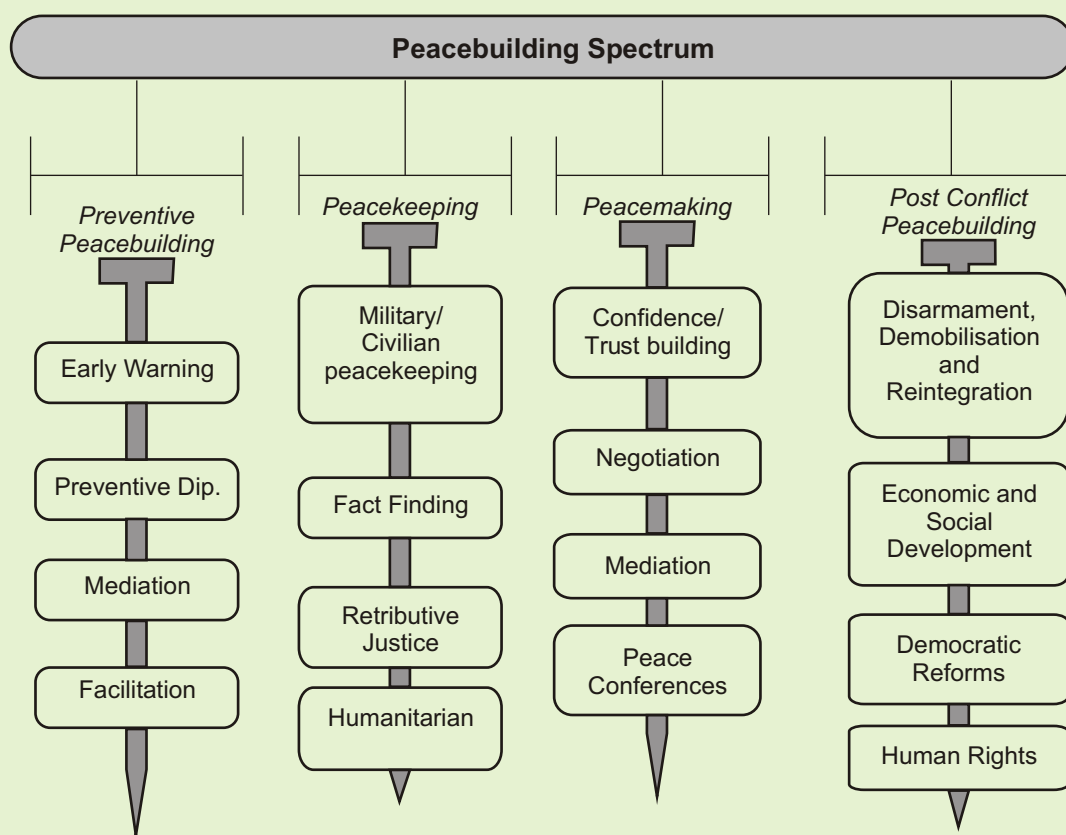 Peacebuilding Spectrum
Preventive
Peacebuilding
Early Warning
Preventive Dip.
Mediation
Facilitation
Peacekeeping
Military/
Civilian
peacekeeping
Fact Finding
Retributive
Justice
Humanitarian
Peacemaking
Confidence/
Trust building
Negotiation
Mediation
Peace
Conferences
Post Conflict
Peacebuilding
Disarmament,
Demobilisation
and
Reintegration
Economic and
Social
Development
Democratic
Reforms
Human Rights